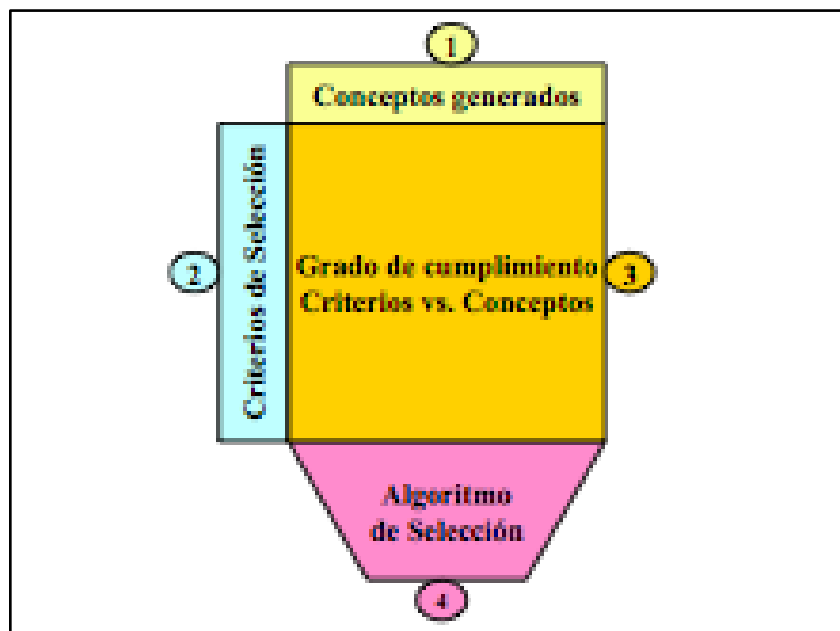 1
Conceptos generados
Criterios de Selección
2
Grado de cumplimiento
Criterios vs. Conceptos
3
Algoritmo
de Selección
4